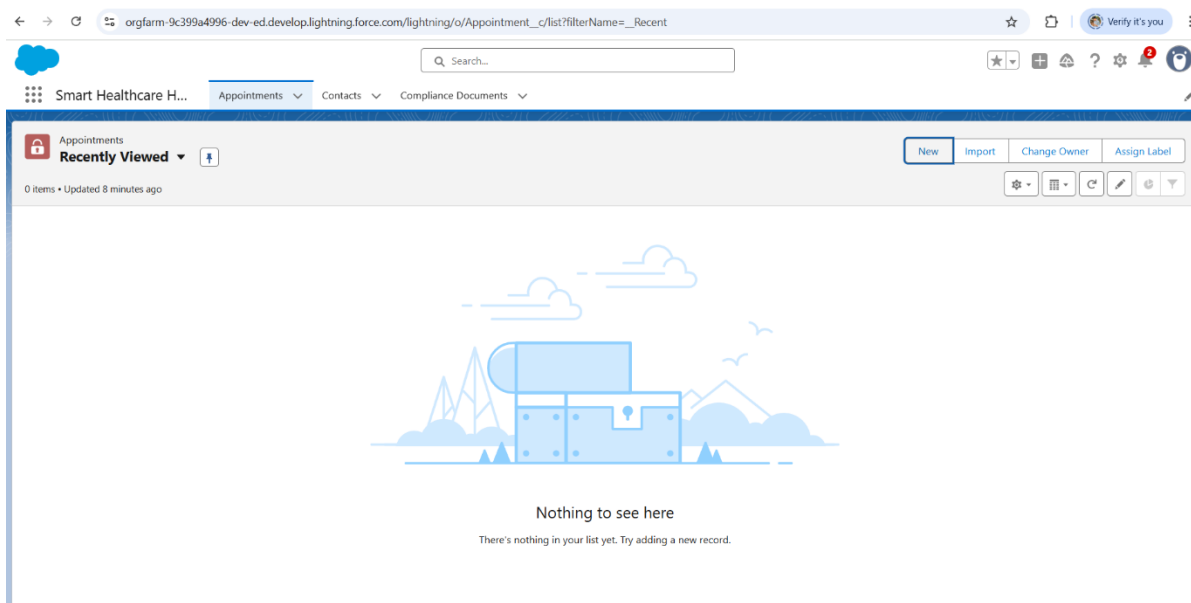 orgfarm-9c399a4996-dev-ed.develop.lightning.force.com/lightning/o/Appointment__c/list?filterName=__Recent Verify it's you
Search... 2
Smart Healthcare H... Appointments Contacts Compliance Documents
Appointments
Recently Viewed New Import Change Owner Assign Label
0 items • Updated 8 minutes ago
Nothing to see here
There's nothing in your list yet. Try adding a new record.